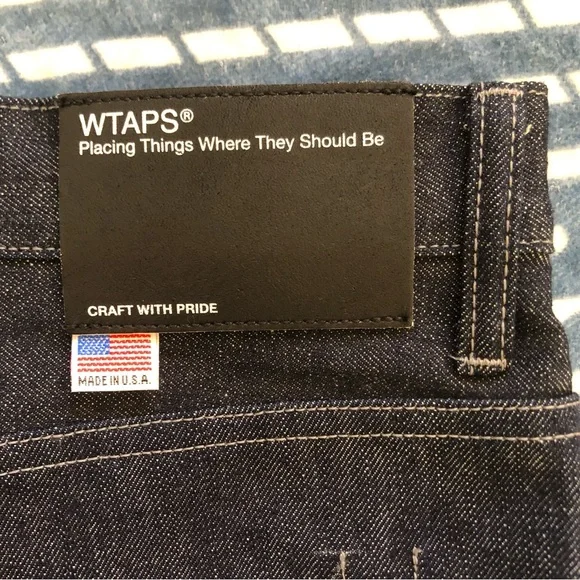 WTAPS®
Placing Things Where They Should Be
CRAFT WITH PRIDE
MADE IN U.S.A.